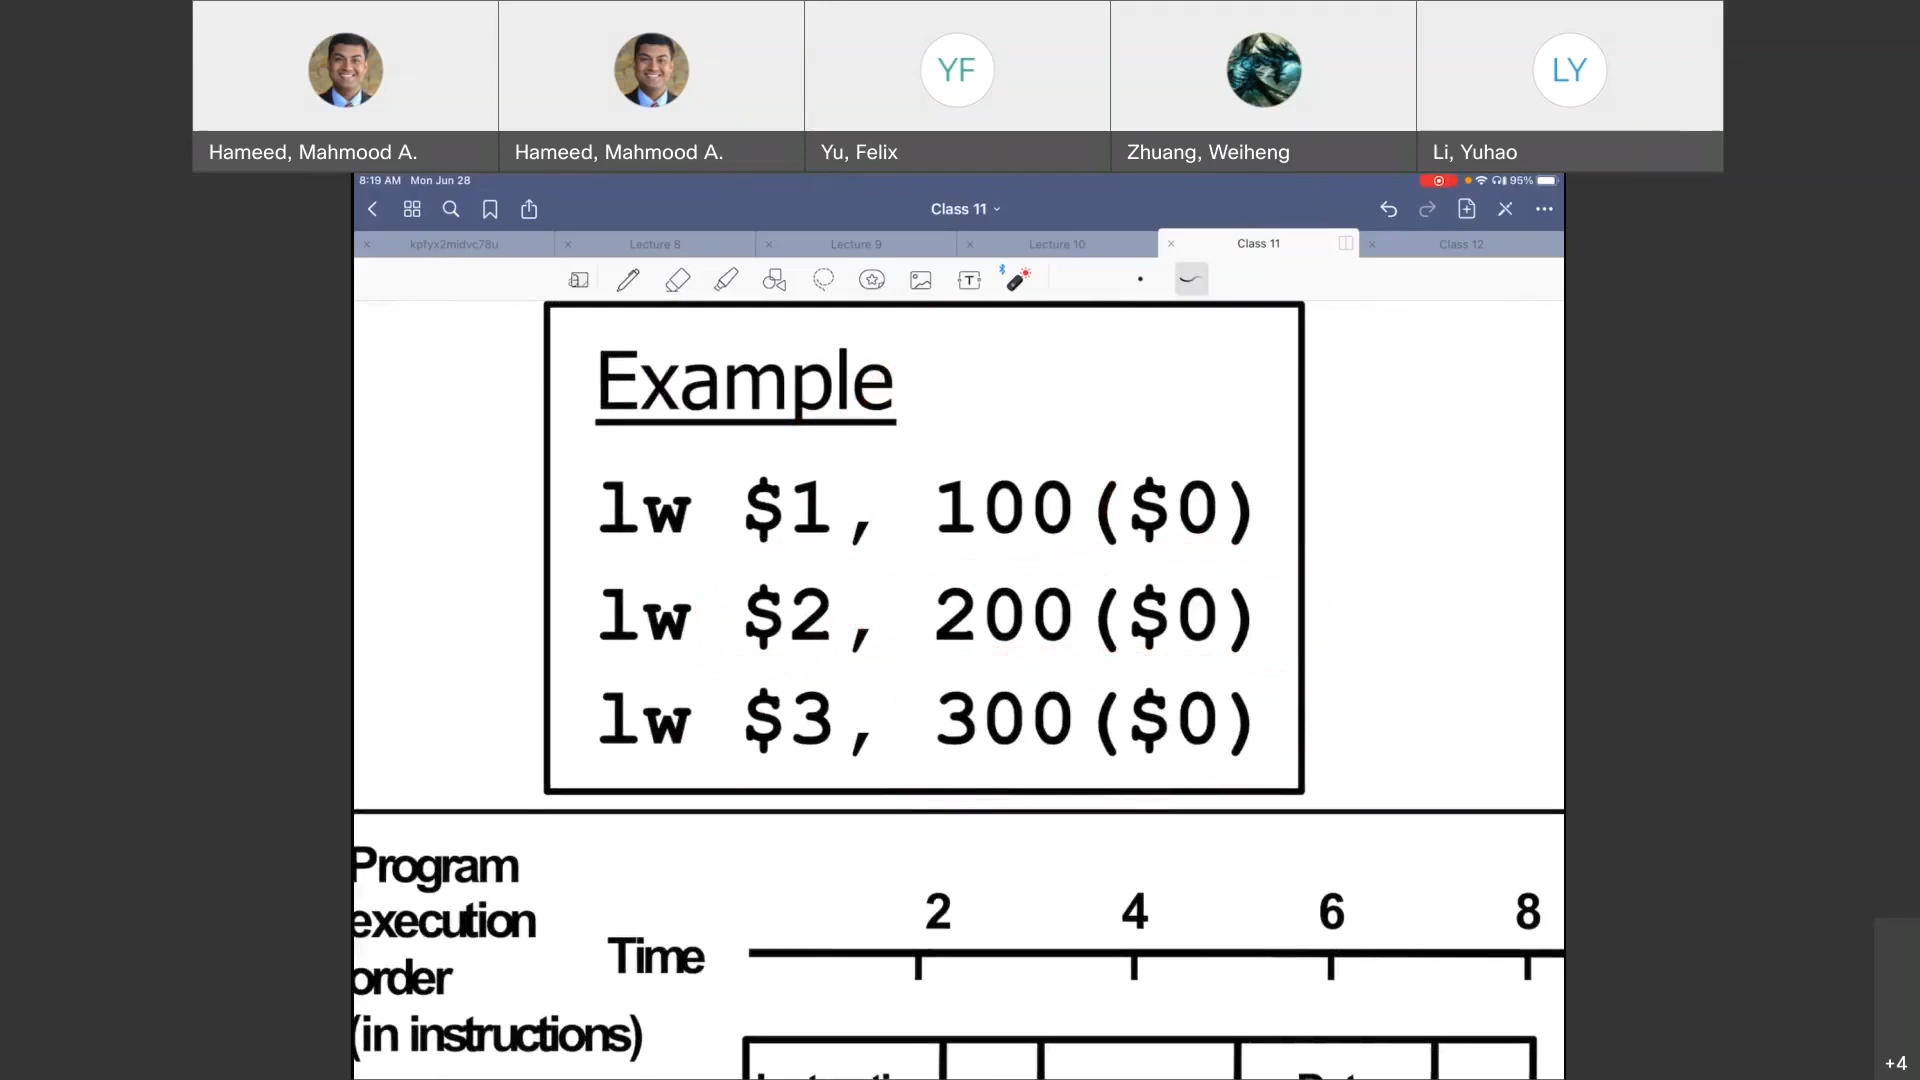 YF
LY
Hameed, Mahmood A.
Hameed, Mahmood A.
Yu, Felix
Zhuang, Weiheng
Li, Yuhao
8:19 AM Mon Jun 28
95%
Class 11
kpfyx2midvc78u
Lecture 8
Lecture 9
Lecture 10
Class 11
Class 12
T
Example
lw $1, 100($0)
lw $2, 200($0)
lw $3, 300($0)
Program
execution
order
(in instructions)
Time
2 4 6 8
+4